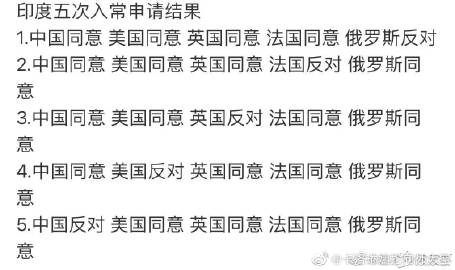 印度五次入常申请结果
1.中国同意 美国同意 英国同意 法国同意 俄罗斯反对
2.中国同意 美国同意 英国同意 法国反对 俄罗斯同
意
3.中国同意 美国同意 英国反对 法国同意 俄罗斯同
意
4.中国同意 美国反对 英国同意 法国同意 俄罗斯同
意
5.中国反对 美国同意 英国同意 法国同意 俄罗斯同
意